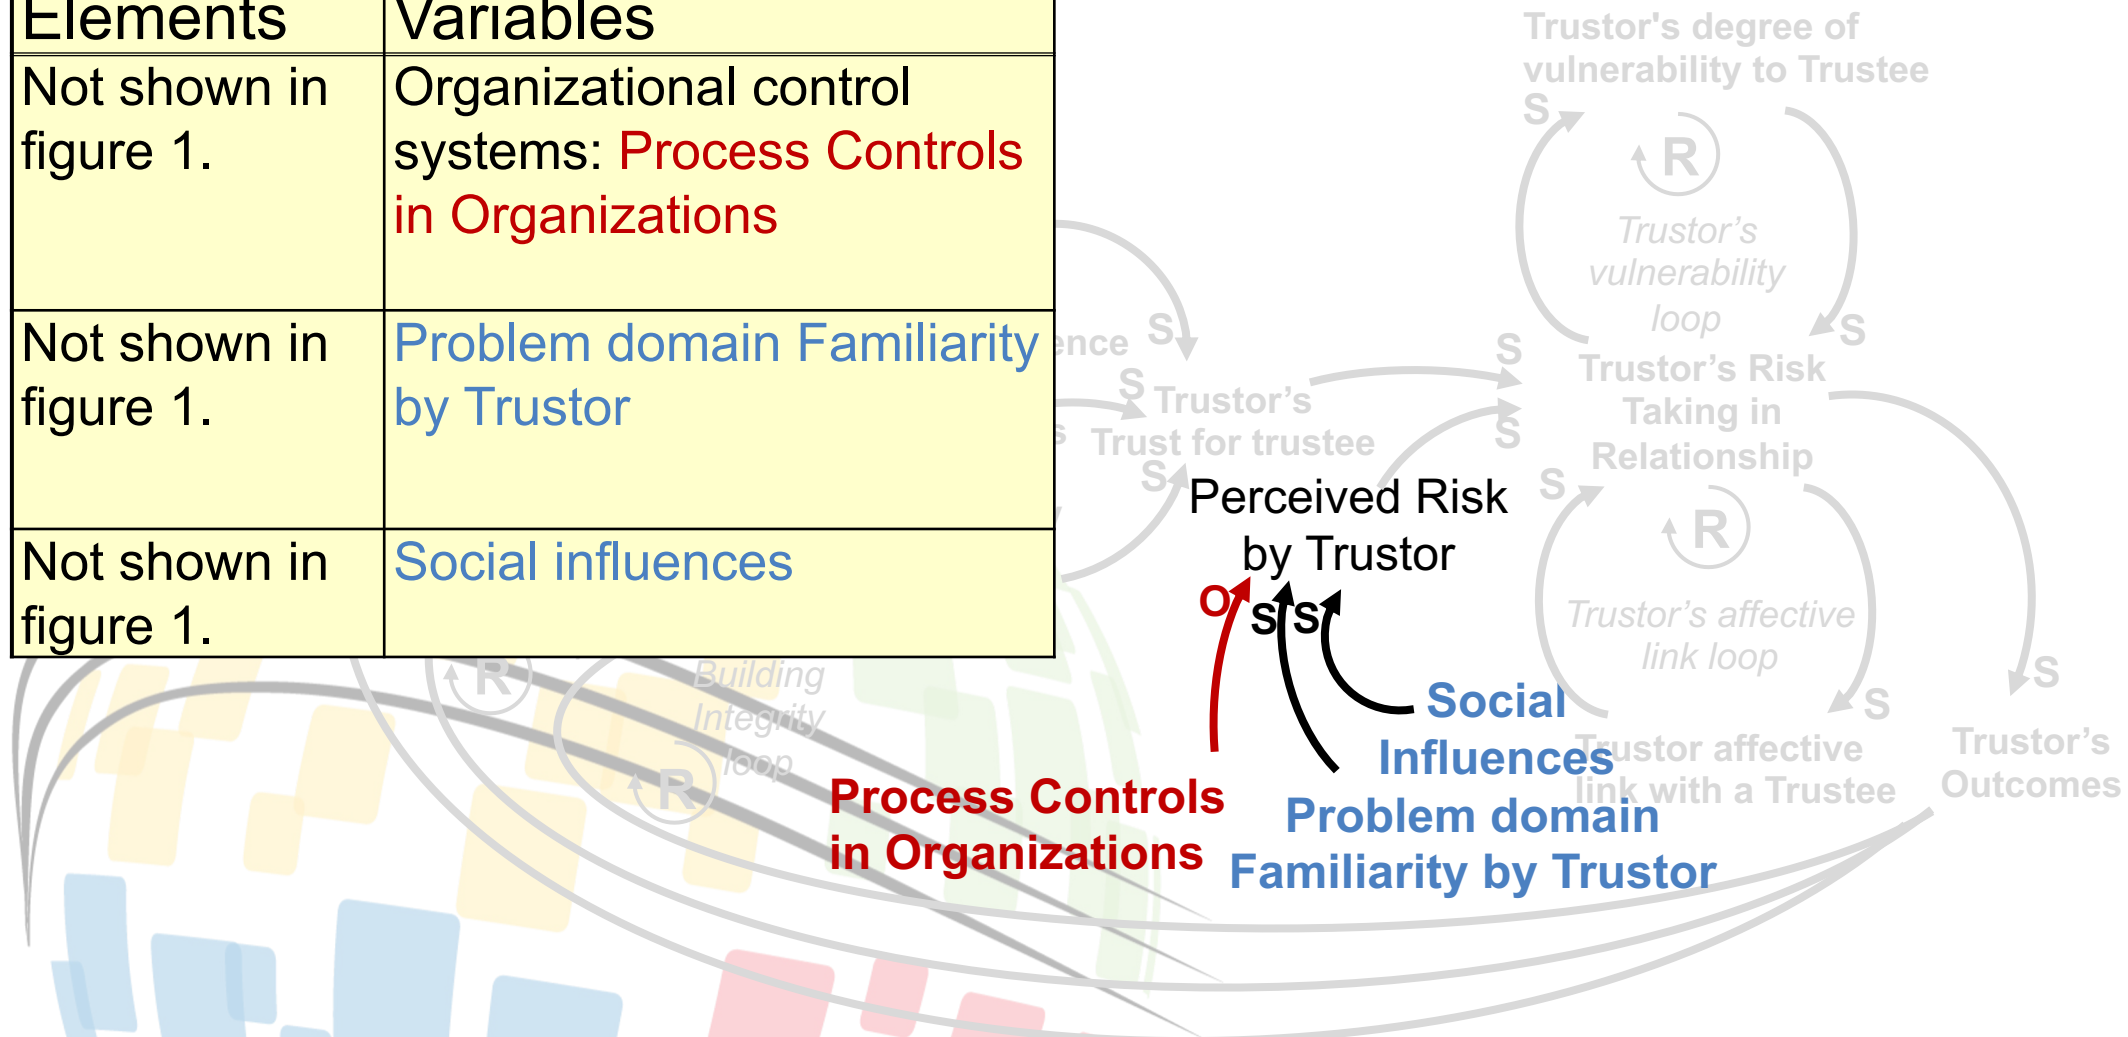 Elements
Variables
Not shown in
figure 1.
Organizational control
systems: Process Controls
in Organizations
Not shown in
figure 1.
Problem domain Familiarity
by Trustor
Not shown in
figure 1.
Social influences
Trustor's degree of
vulnerability to Trustee
S
R
Trustor’s
vulnerability
loop
S
S
S
Trustor’s
Trust for trustee
S
S
S
Trustor’s Risk
Taking in
Relationship
S
R
Trustor’s affective
link loop
S
Perceived Risk
by Trustor
O
S
S
Social
Influences
Process Controls
in Organizations
Problem domain
Familiarity by Trustor
Trustor affective
link with a Trustee
S
Trustor’s
Outcomes
R
Building
Integrity
loop
R